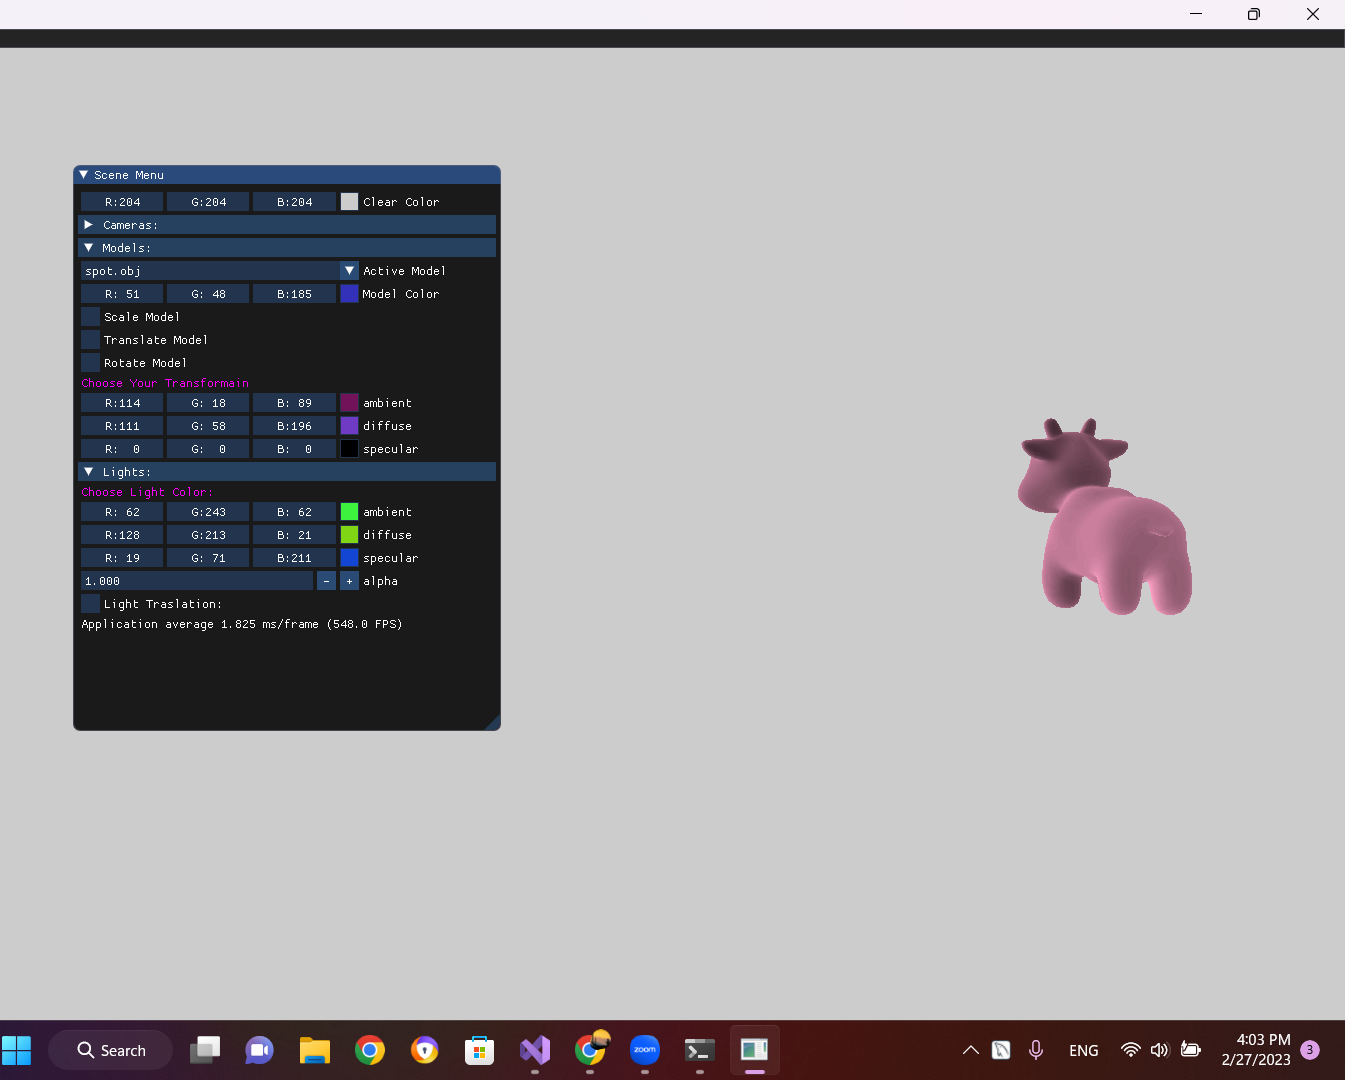 Scene Menu
R:204 G:204 B:204 Clear Color
Cameras:
Models:
spot.obj Active Model
R: 51 G: 48 B:185 Model Color
Scale Model
Translate Model
Rotate Model
Choose Your Transformain
R:114 G: 18 B: 89 ambient
R:111 G: 58 B:196 diffuse
R: 0 G: 0 B: 0 specular
Lights:
Choose Light Color:
R: 62 G:243 B: 62 ambient
R:128 G:213 B: 21 diffuse
R: 19 G: 71 B:211 specular
1.000 - + alpha
Light Traslation:
Application average 1.825 ms/frame (548.0 FPS)
Search zoom ENG 4:03 PM 3
2/27/2023